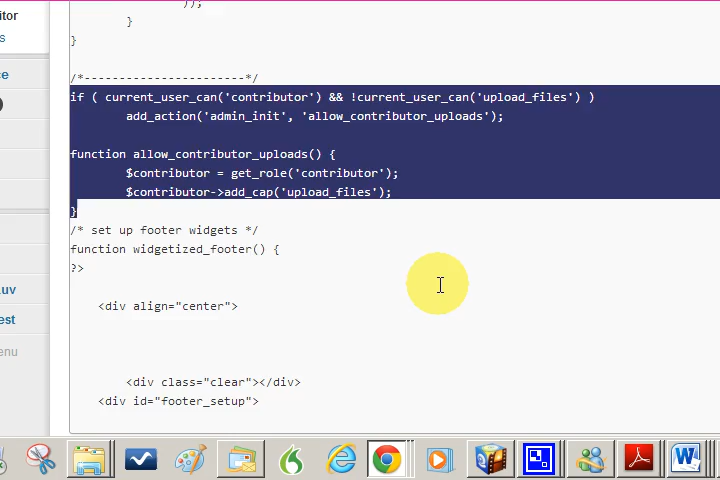 itor
));
s
}
}
ce
/*-----------------------*/
if ( current_user_can('contributor') && !current_user_can('upload_files') )
add_action('admin_init', 'allow_contributor_uploads');
function allow_contributor_uploads() {
$contributor = get_role('contributor');
$contributor->add_cap('upload_files');
}
/* set up footer widgets */
function widgetized_footer() {
?>
.uv
<div align="center">
est
enu
<div class="clear"></div>
<div id="footer_setup">